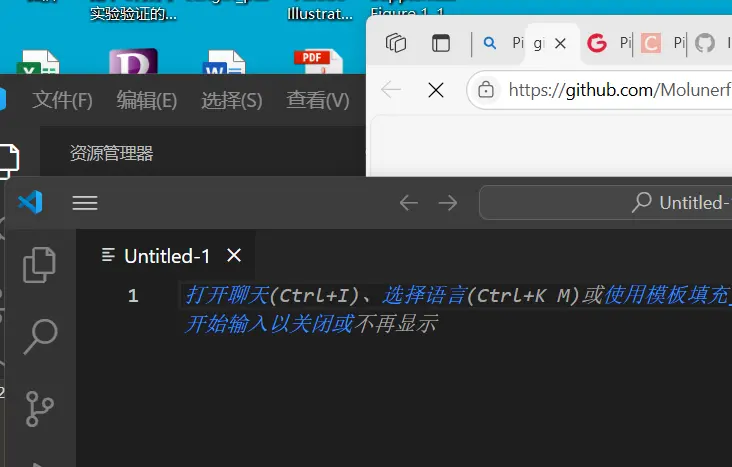 实验验证的...
Illustrat...
PDF
文件(F) 编辑(E) 选择(S) 查看(V)
Pi gi Pi Pi
https://github.com/Molunerf
资源管理器
Untitled-
Untitled-1
1 打开聊天(Ctrl+I)、选择语言(Ctrl+K M)或使用模板填充
开始输入以关闭或不再显示